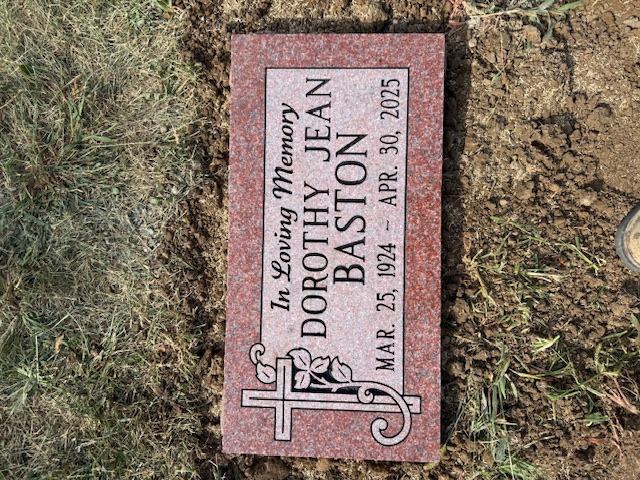 In Loving Memory
DOROTHY JEAN
BASTON
MAR. 25, 1924 ~ APR. 30, 2025